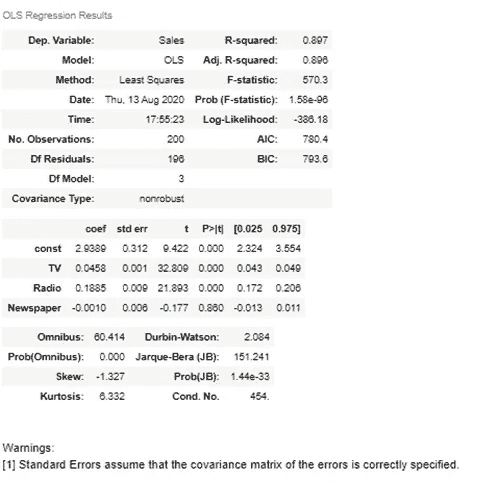 OLS Regression Results
Dep. Variable: Sales R-squared: 0.897
Model: OLS Adj. R-squared: 0.896
Method: Least Squares F-statistic: 570.3
Date: Thu, 13 Aug 2020 Prob (F-statistic): 1.58e-96
Time: 17:55:23 Log-Likelihood: -386.18
No. Observations: 200 AIC: 780.4
Df Residuals: 196 BIC: 793.6
Df Model: 3
Covariance Type: nonrobust
coef std err t P>|t| [0.025 0.975]
const 2.9389 0.312 9.422 0.000 2.324 3.554
TV 0.0458 0.001 32.809 0.000 0.043 0.049
Radio 0.1885 0.009 21.893 0.000 0.172 0.206
Newspaper -0.0010 0.006 -0.177 0.860 -0.013 0.011
Omnibus: 60.414 Durbin-Watson: 2.084
Prob(Omnibus): 0.000 Jarque-Bera (JB): 151.241
Skew: -1.327 Prob(JB): 1.44e-33
Kurtosis: 6.332 Cond. No. 454.
Warnings:
[1] Standard Errors assume that the covariance matrix of the errors is correctly specified.